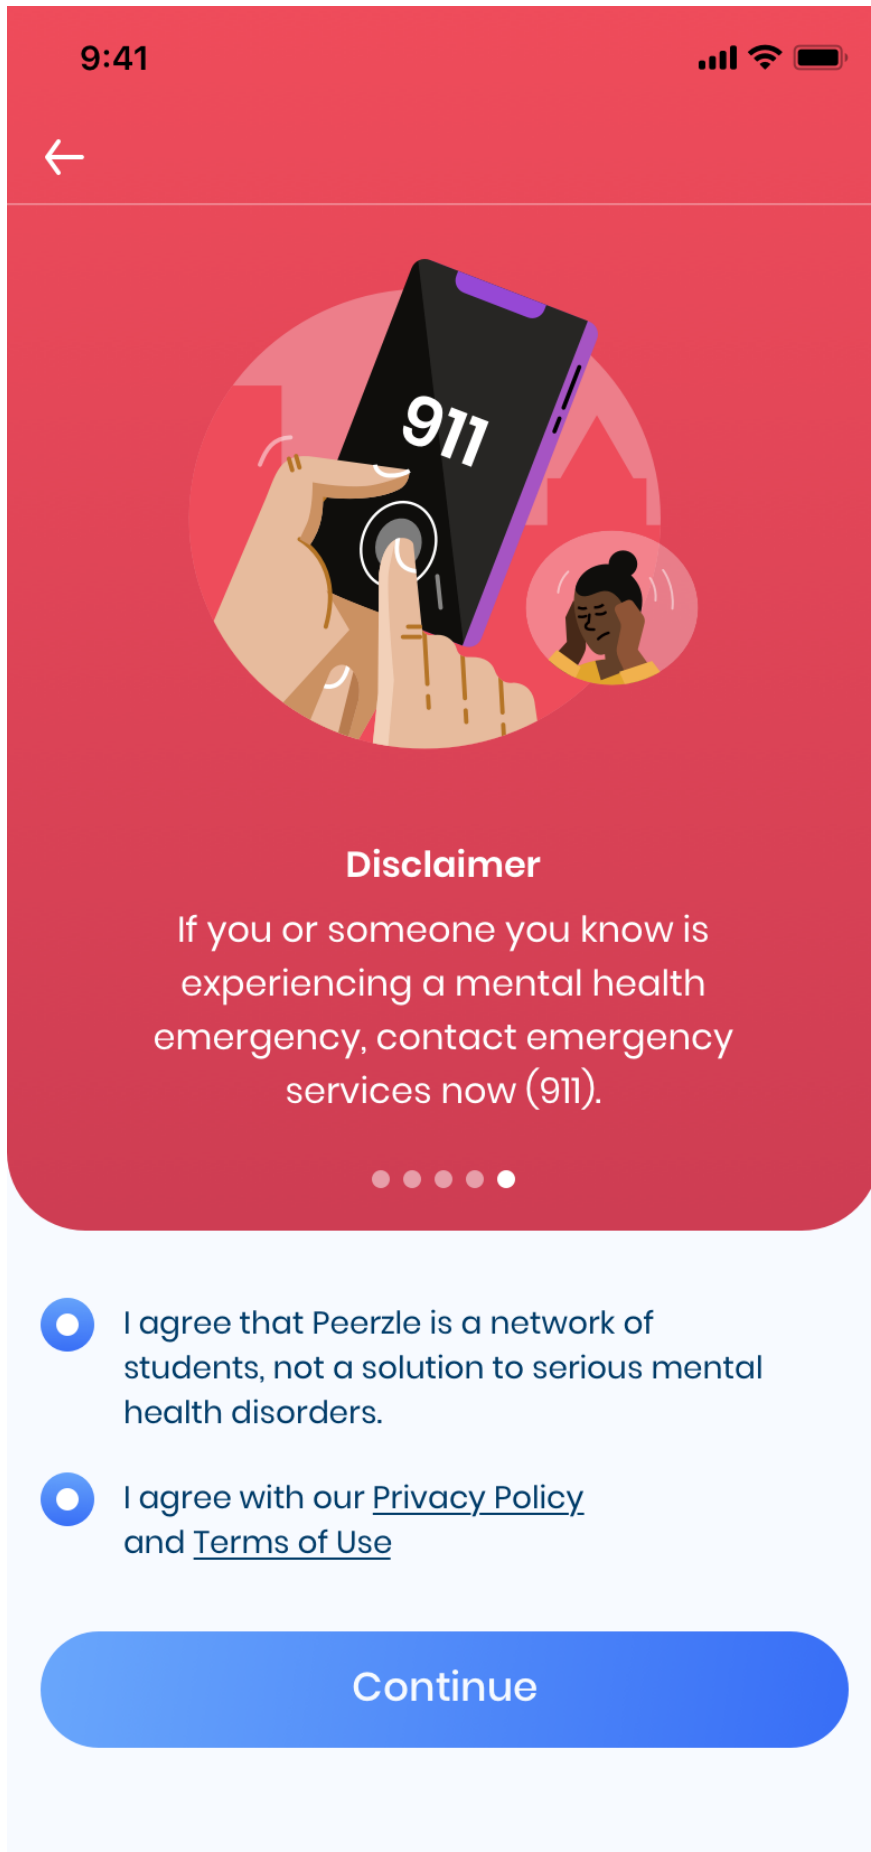 9:41
911
Disclaimer
If you or someone you know is
experiencing a mental health
emergency, contact emergency
services now (911).
I agree that Peerzle is a network of
students, not a solution to serious mental
health disorders.
I agree with our Privacy Policy
and Terms of Use
Continue